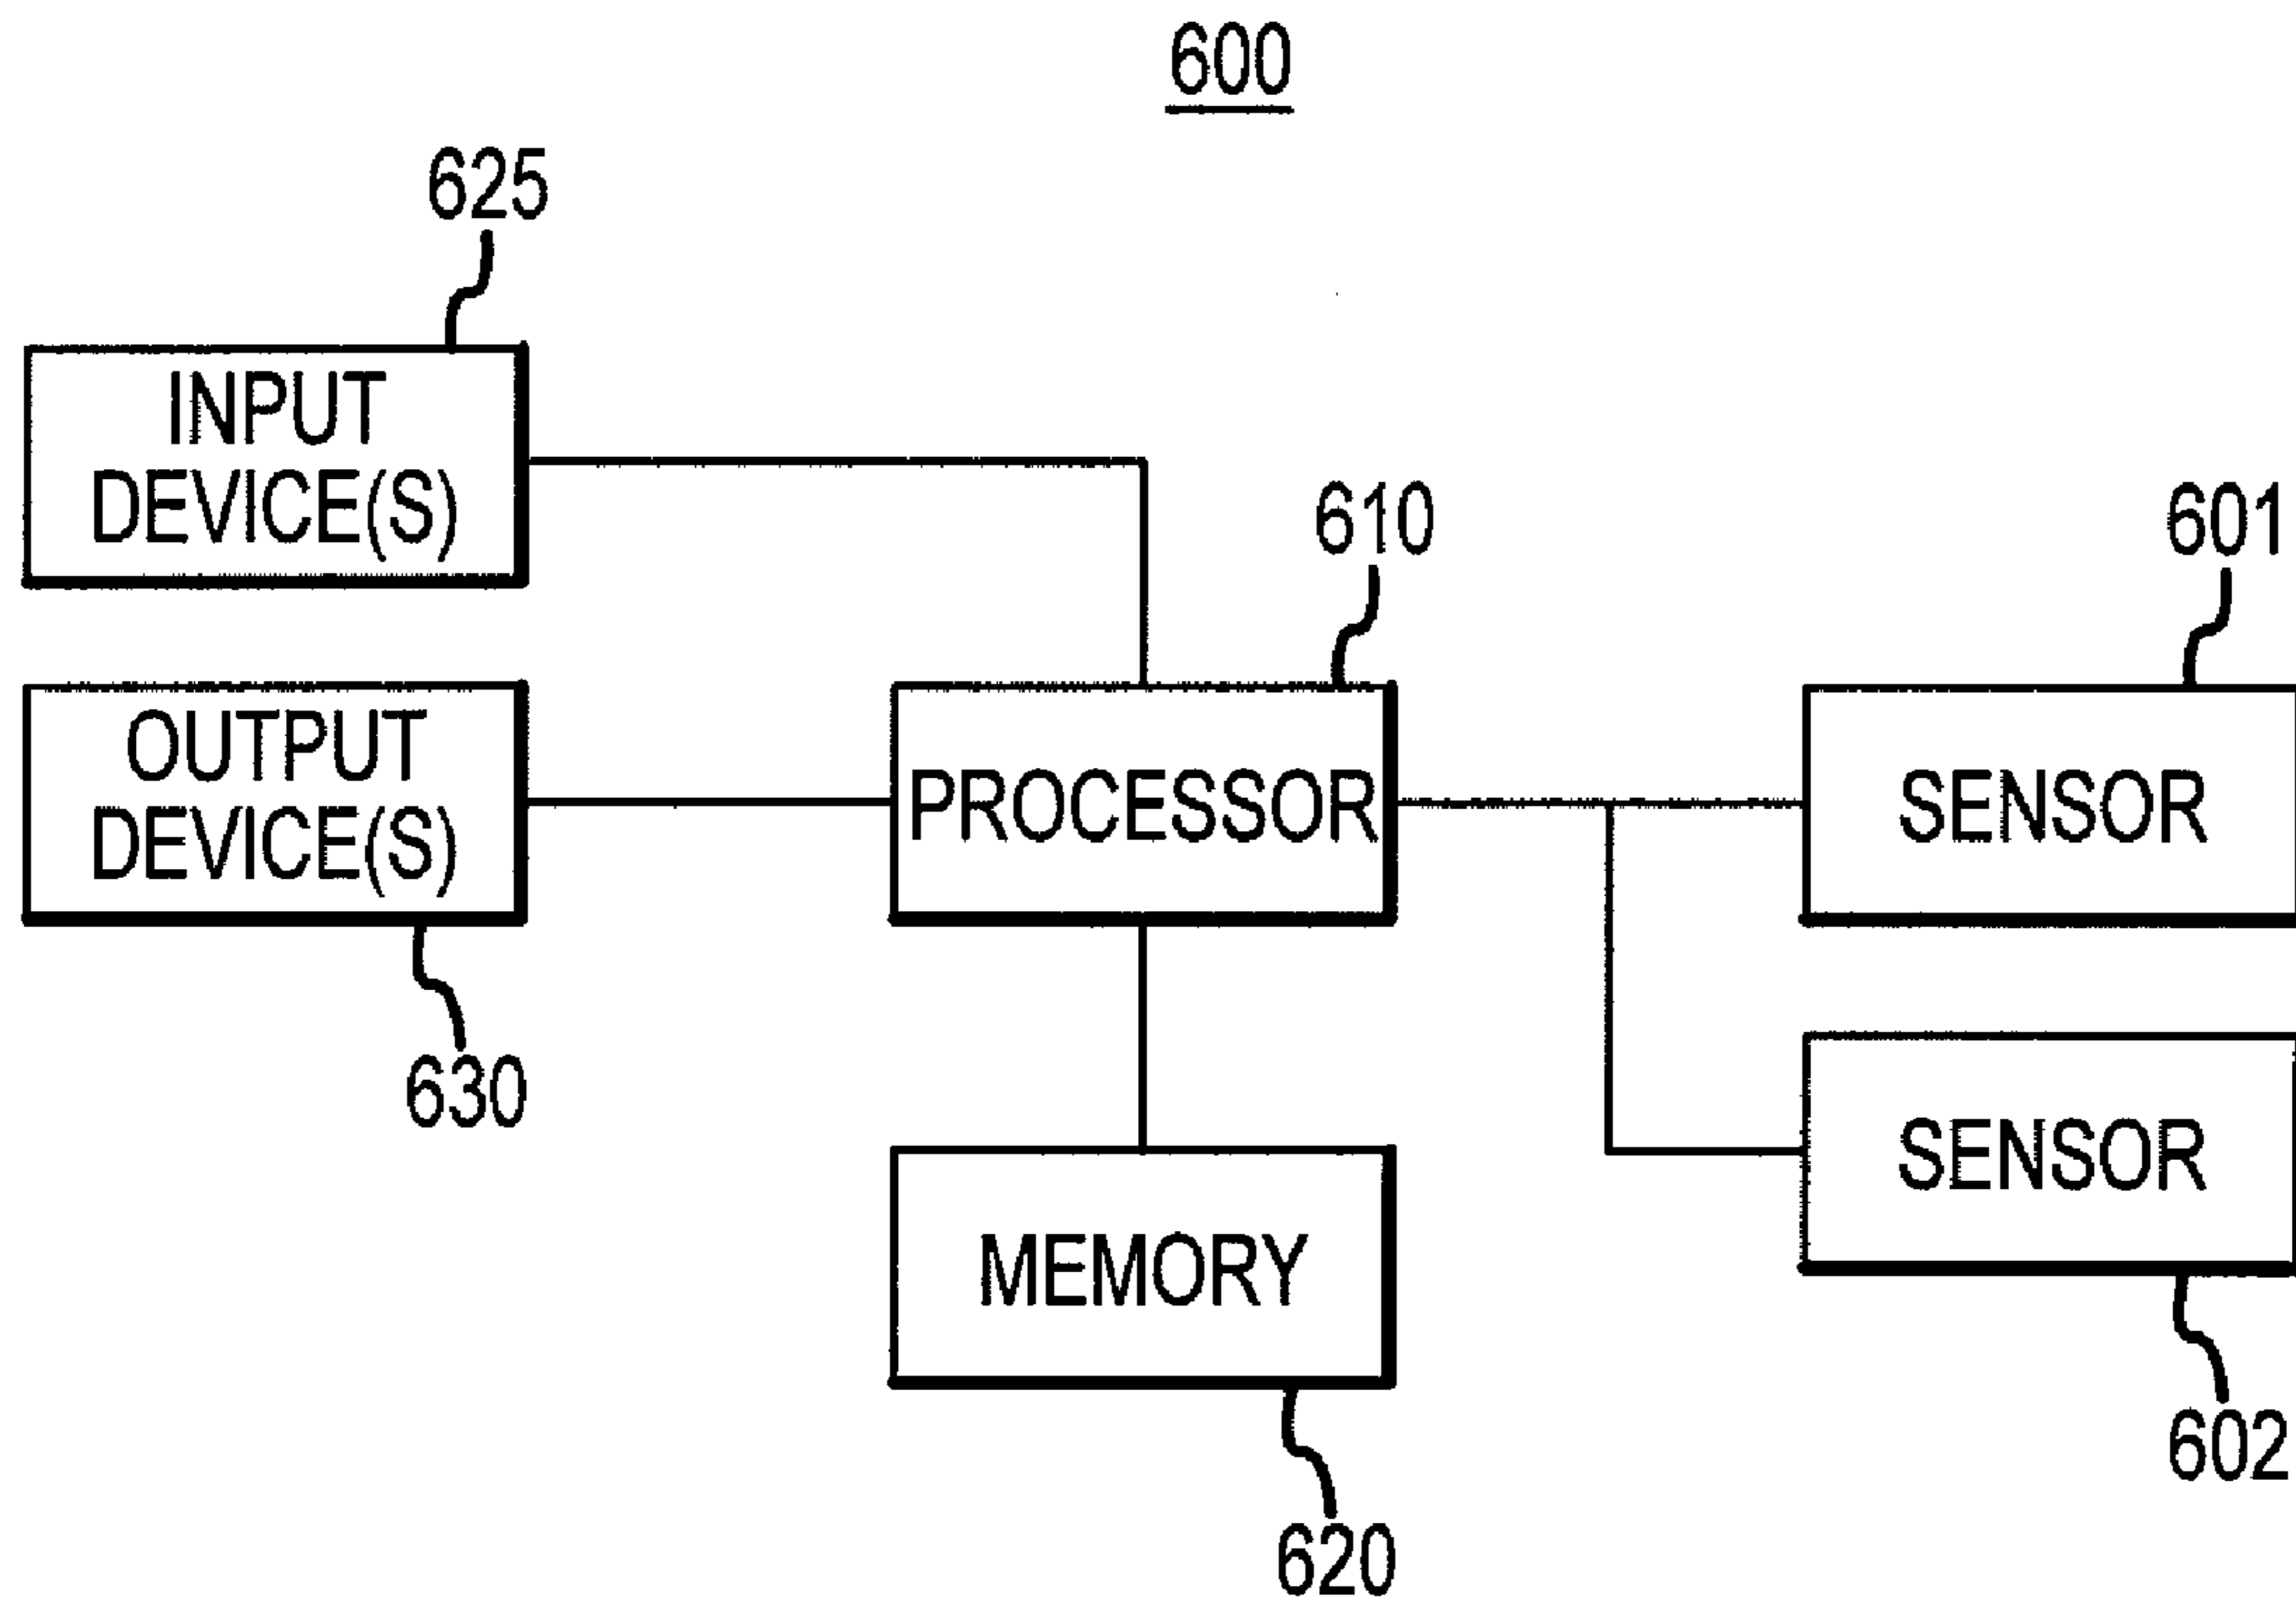 600
625
INPUT
DEVICE(S)
610
601
OUTPUT
DEVICE(S)
PROCESSOR
SENSOR
630
SENSOR
MEMORY
602
620